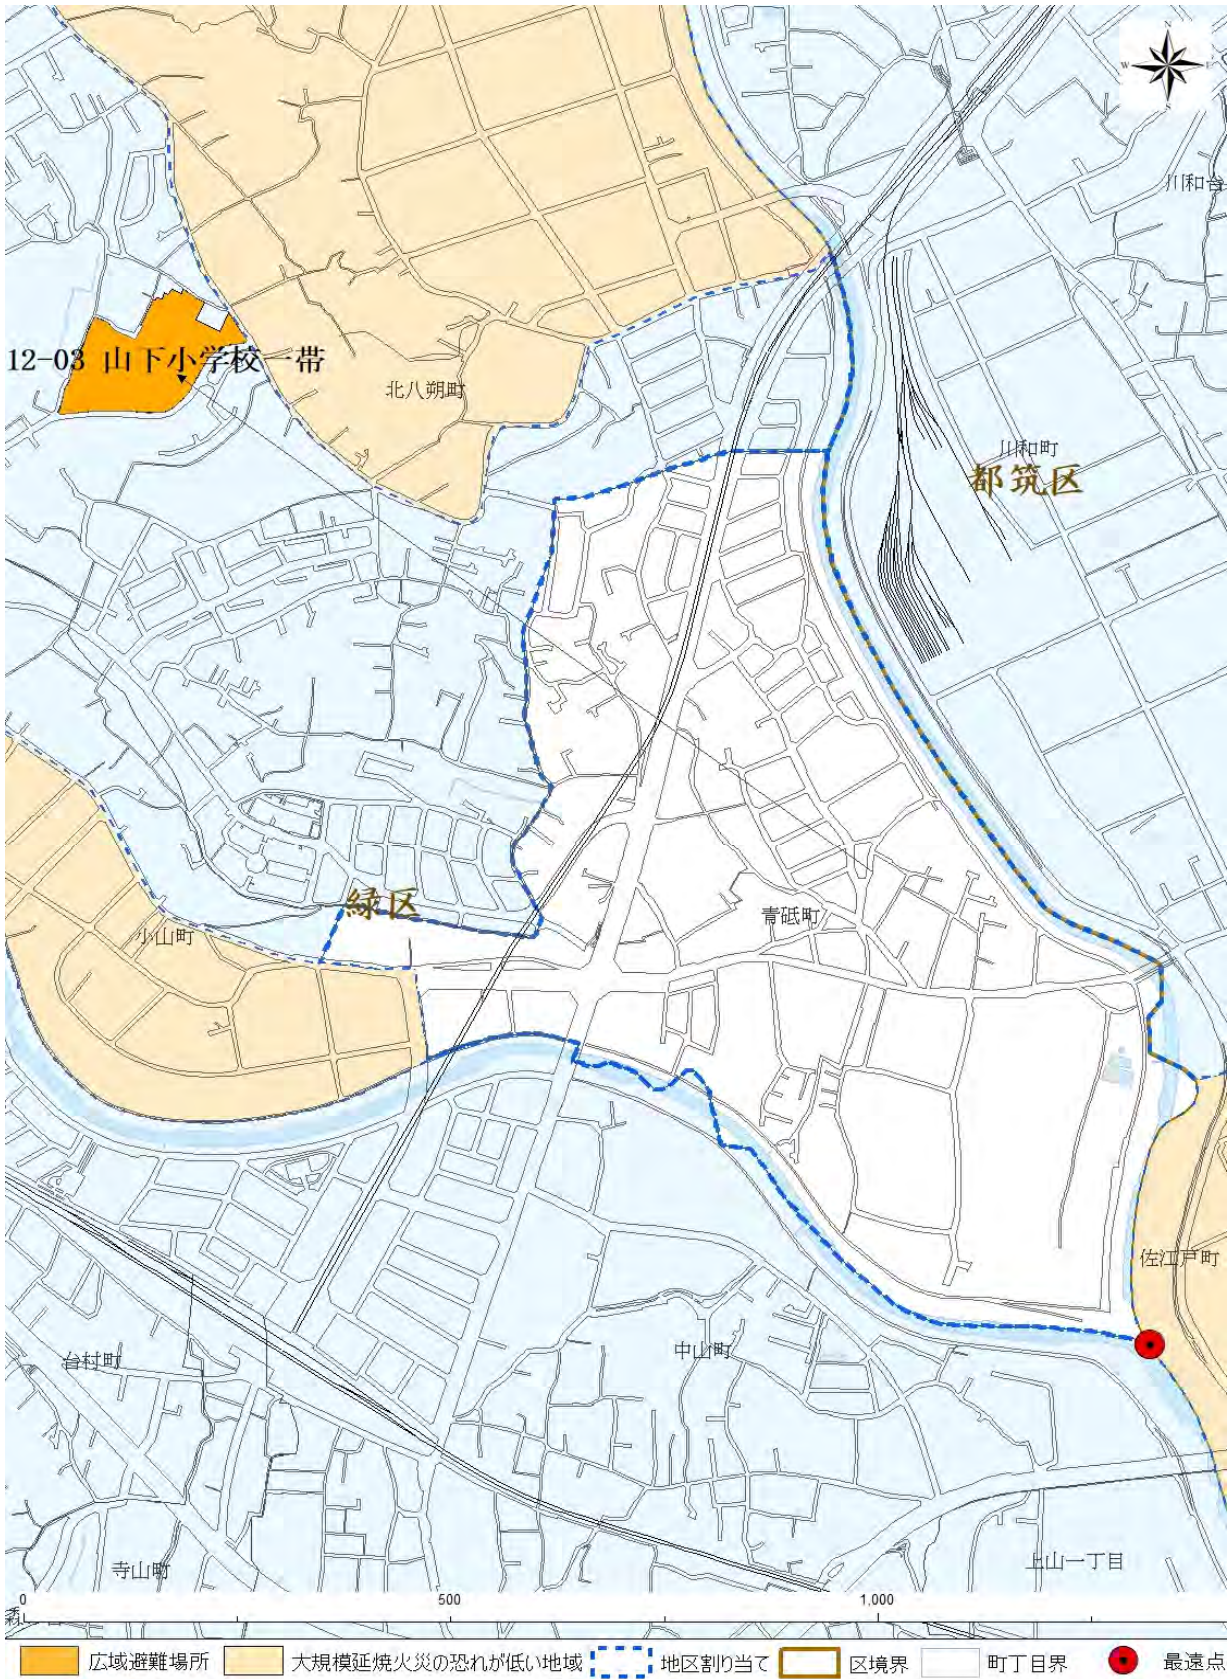 N
W E
S
川和台
12-03 山下小学校一帯
北八朔町
川和町
都筑区
緑区
小山町
青砥町
佐江戸町
台村町
中山町
寺山町
上山一丁目
0 500 1,000
広域避難場所
大規模延焼火災の恐れが低い地域
地区割り当て
区境界
町丁目界
最遠点